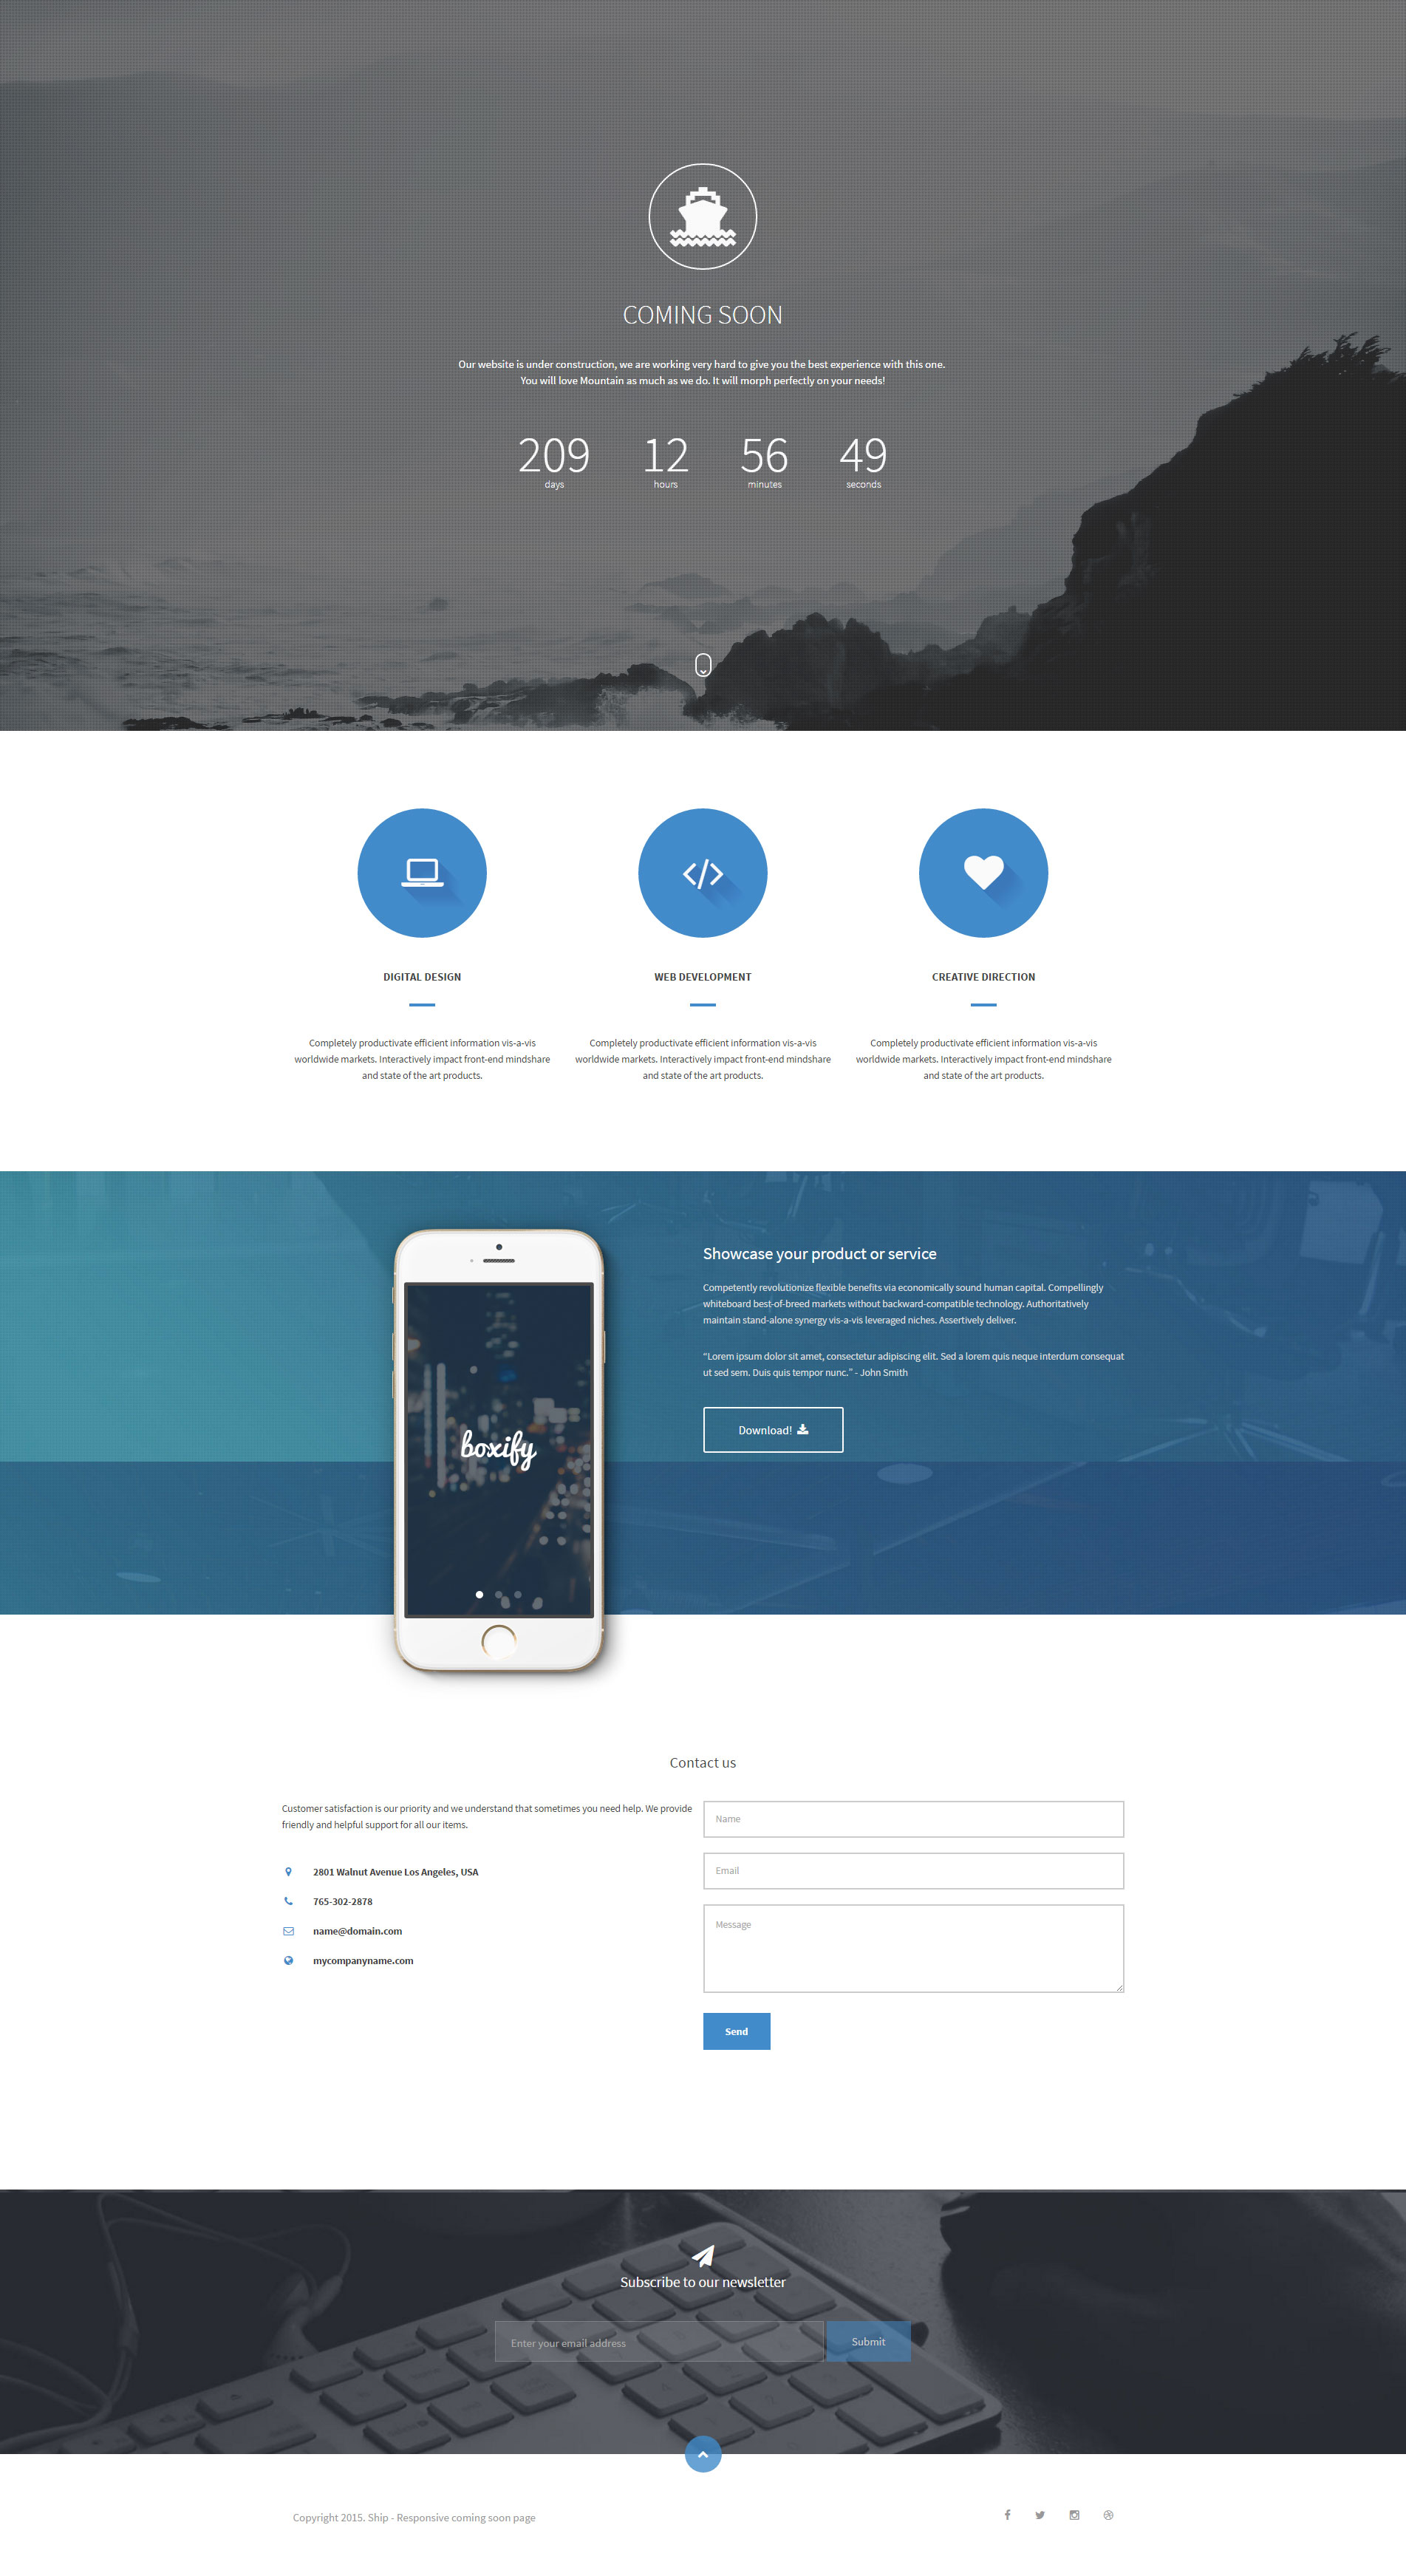 COMING SOON
Our website is under construction, we are working very hard to give you the best experience with this one.
You will love Mountain as much as we do. It will morph perfectly on your needs!
209 12 56 49
days hours minutes seconds
DIGITAL DESIGN
Completely productivate efficient information vis-a-vis
worldwide markets. Interactively impact front-end mindshare
and state of the art products.
WEB DEVELOPMENT
Completely productivate efficient information vis-a-vis
worldwide markets. Interactively impact front-end mindshare
and state of the art products.
CREATIVE DIRECTION
Completely productivate efficient information vis-a-vis
worldwide markets. Interactively impact front-end mindshare
and state of the art products.
boxify
Showcase your product or service
Competently revolutionize flexible benefits via economically sound human capital. Compellingly
whiteboard best-of-breed markets without backward-compatible technology. Authoritatively
maintain stand-alone synergy vis-a-vis leveraged niches. Assertively deliver.
“Lorem ipsum dolor sit amet, consectetur adipiscing elit. Sed a lorem quis neque interdum consequat
ut sed sem. Duis quis tempor nunc.” - John Smith
Download!
Contact us
Customer satisfaction is our priority and we understand that sometimes you need help. We provide
friendly and helpful support for all our items.
2801 Walnut Avenue Los Angeles, USA
765-302-2878
name@domain.com
mycompanyname.com
Name
Email
Message
Send
Subscribe to our newsletter
Enter your email address
Submit
Copyright 2015. Ship - Responsive coming soon page